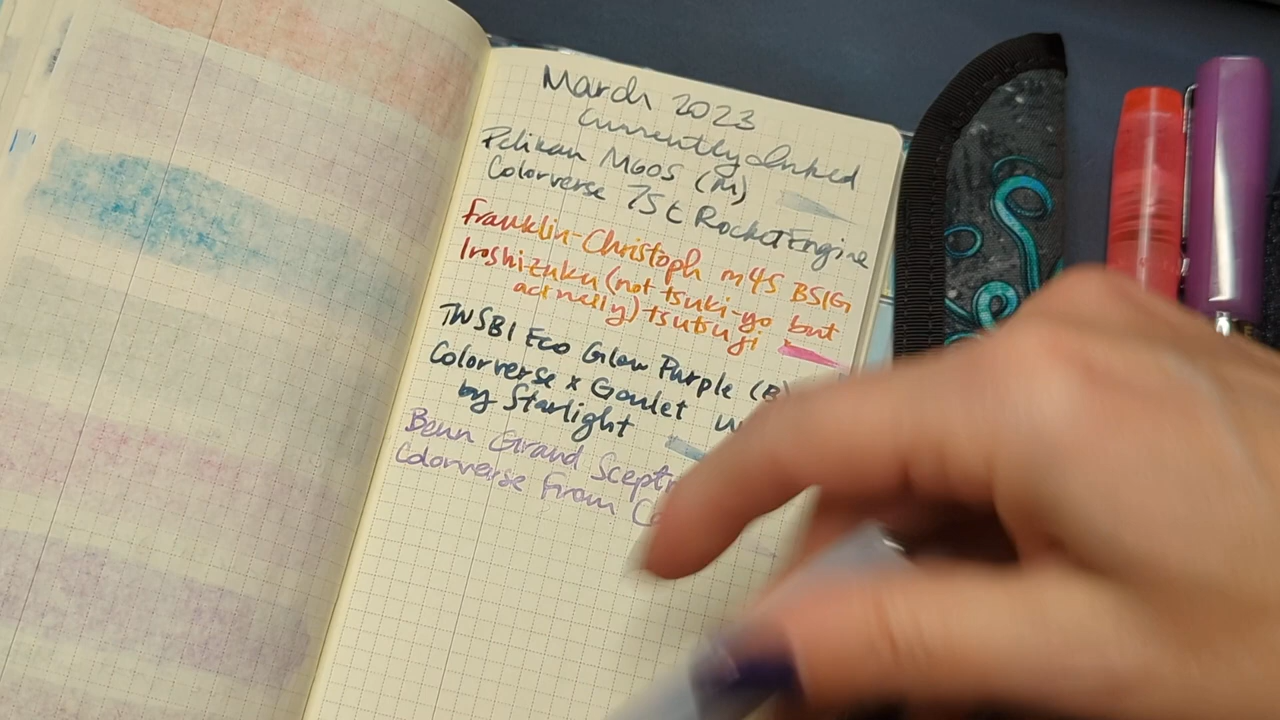 March 2023
Currently Inked
Pelikan M605 (M)
Colorverse 75t Rocket Engine
Franklin-Christoph m45 BSIG
Iroshizuku (not tsuki-yo but
actually) tsutsuji
TWSBI Eco Glow Purple (B)
Colorverse x Goulet
by Starlight
Benu Grand
Colorverse From